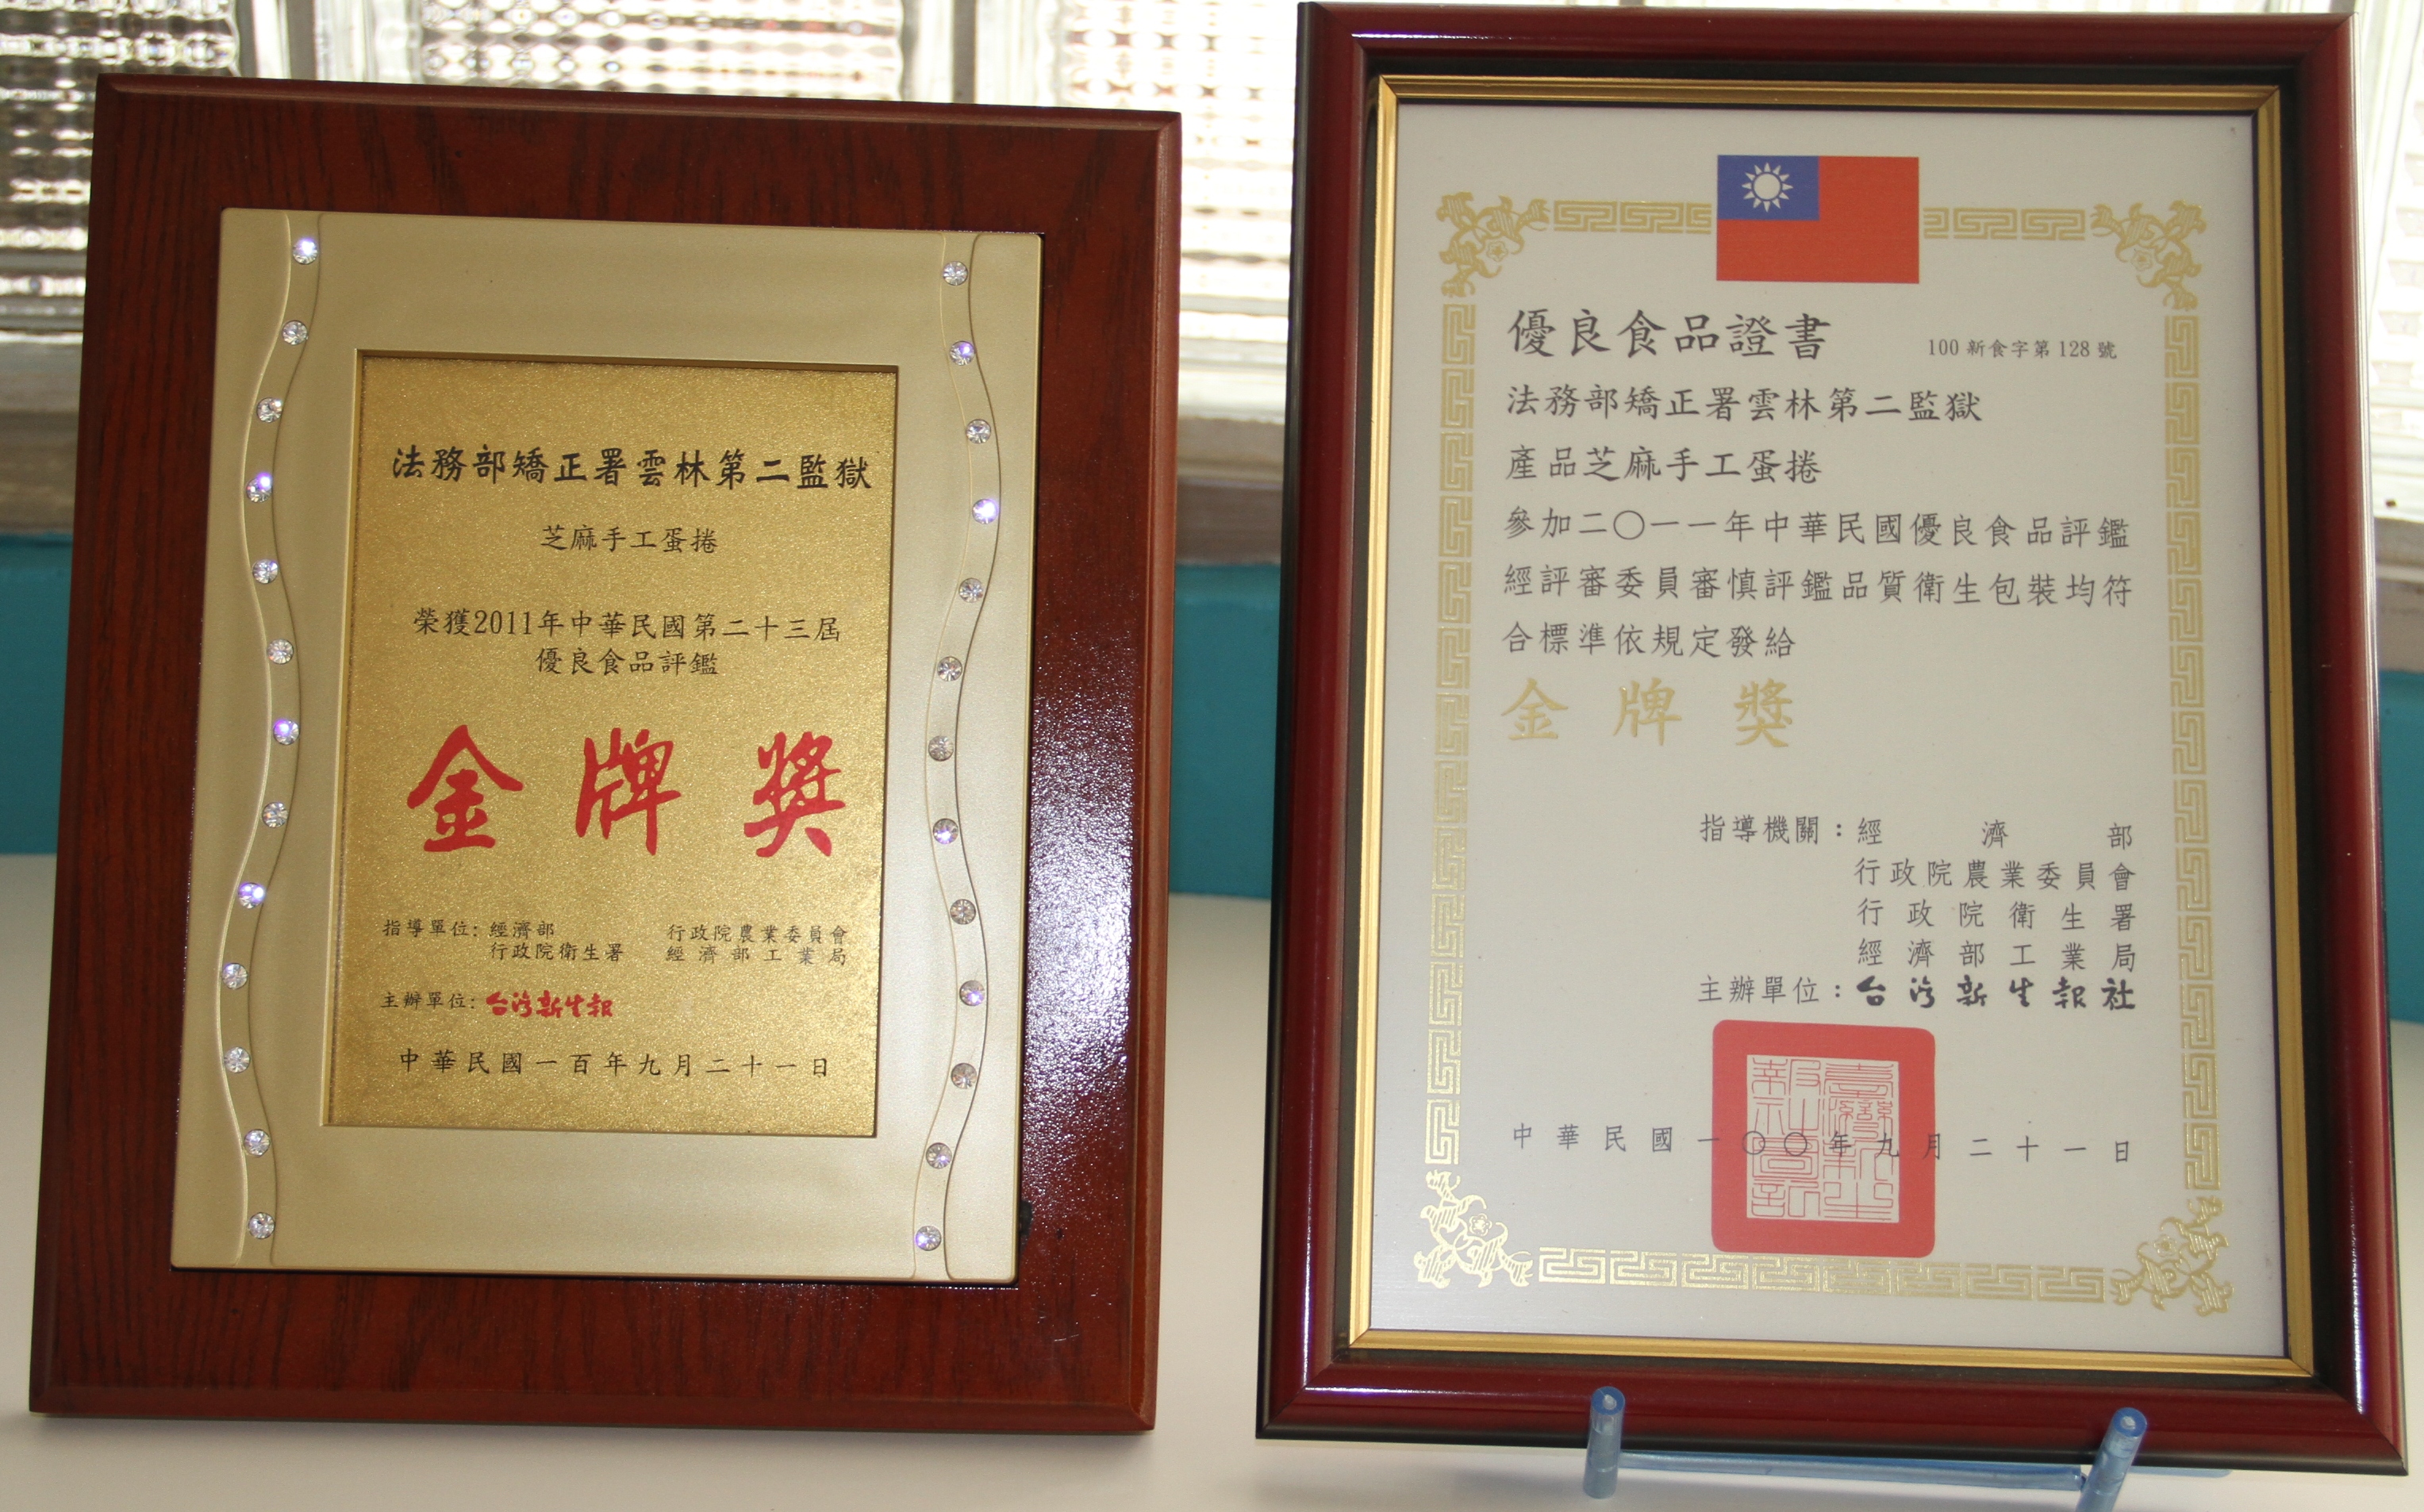 法務部矯正署雲林第二監獄
芝麻手工蛋捲
榮獲2011年中華民國第二十三屆
優良食品評鑑
金牌獎
指導單位：經濟部 行政院農業委員會
行政院衛生署 經濟部工業局
主辦單位：台灣新生報
中華民國一百年九月二十一日
優良食品證書 100 新食字第 128 號
法務部矯正署雲林第二監獄
產品芝麻手工蛋捲
參加二〇一一年中華民國優良食品評鑑
經評審委員審慎評鑑品質衛生包裝均符
合標準依規定發給
金牌獎
指導機關：經濟部
行政院農業委員會
行政院衛生署
經濟部工業局
主辦單位：台灣新生報社
臺灣新生報社
中華民國一〇〇年九月二十一日